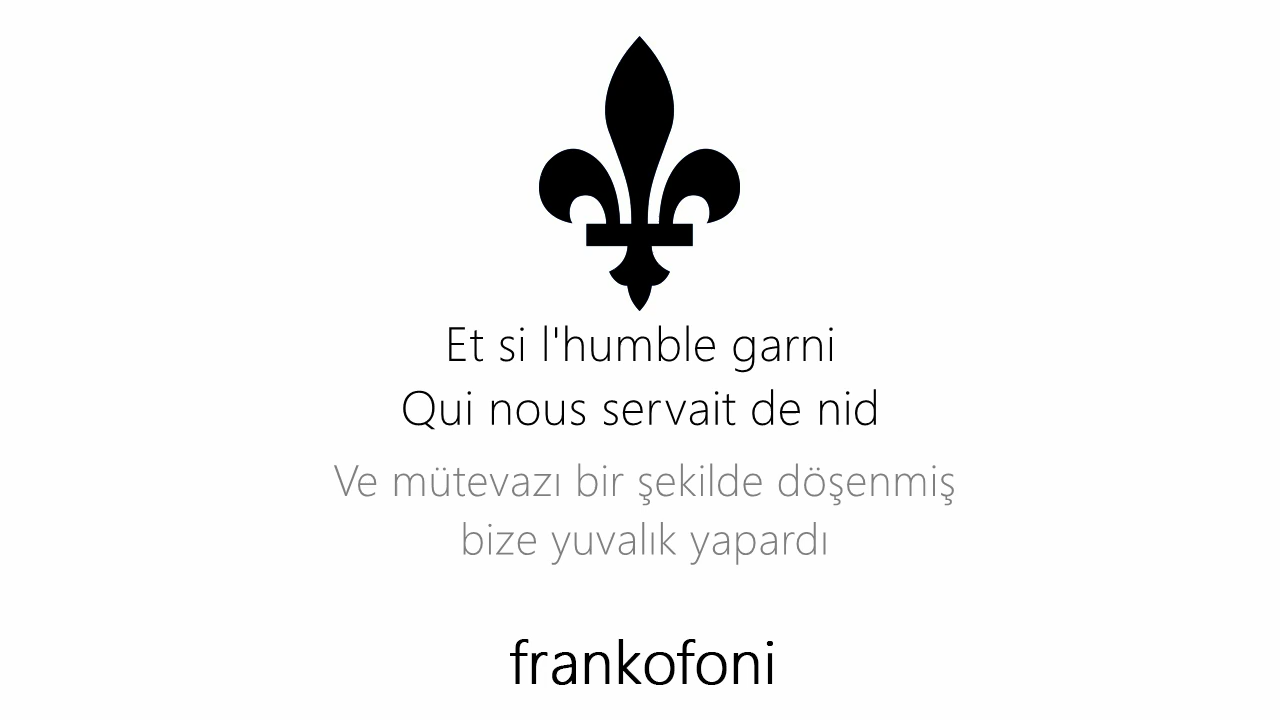 Et si l'humble garni
Qui nous servait de nid
Ve mütevazı bir şekilde döşenmiş
bize yuvalık yapardı
frankofoni